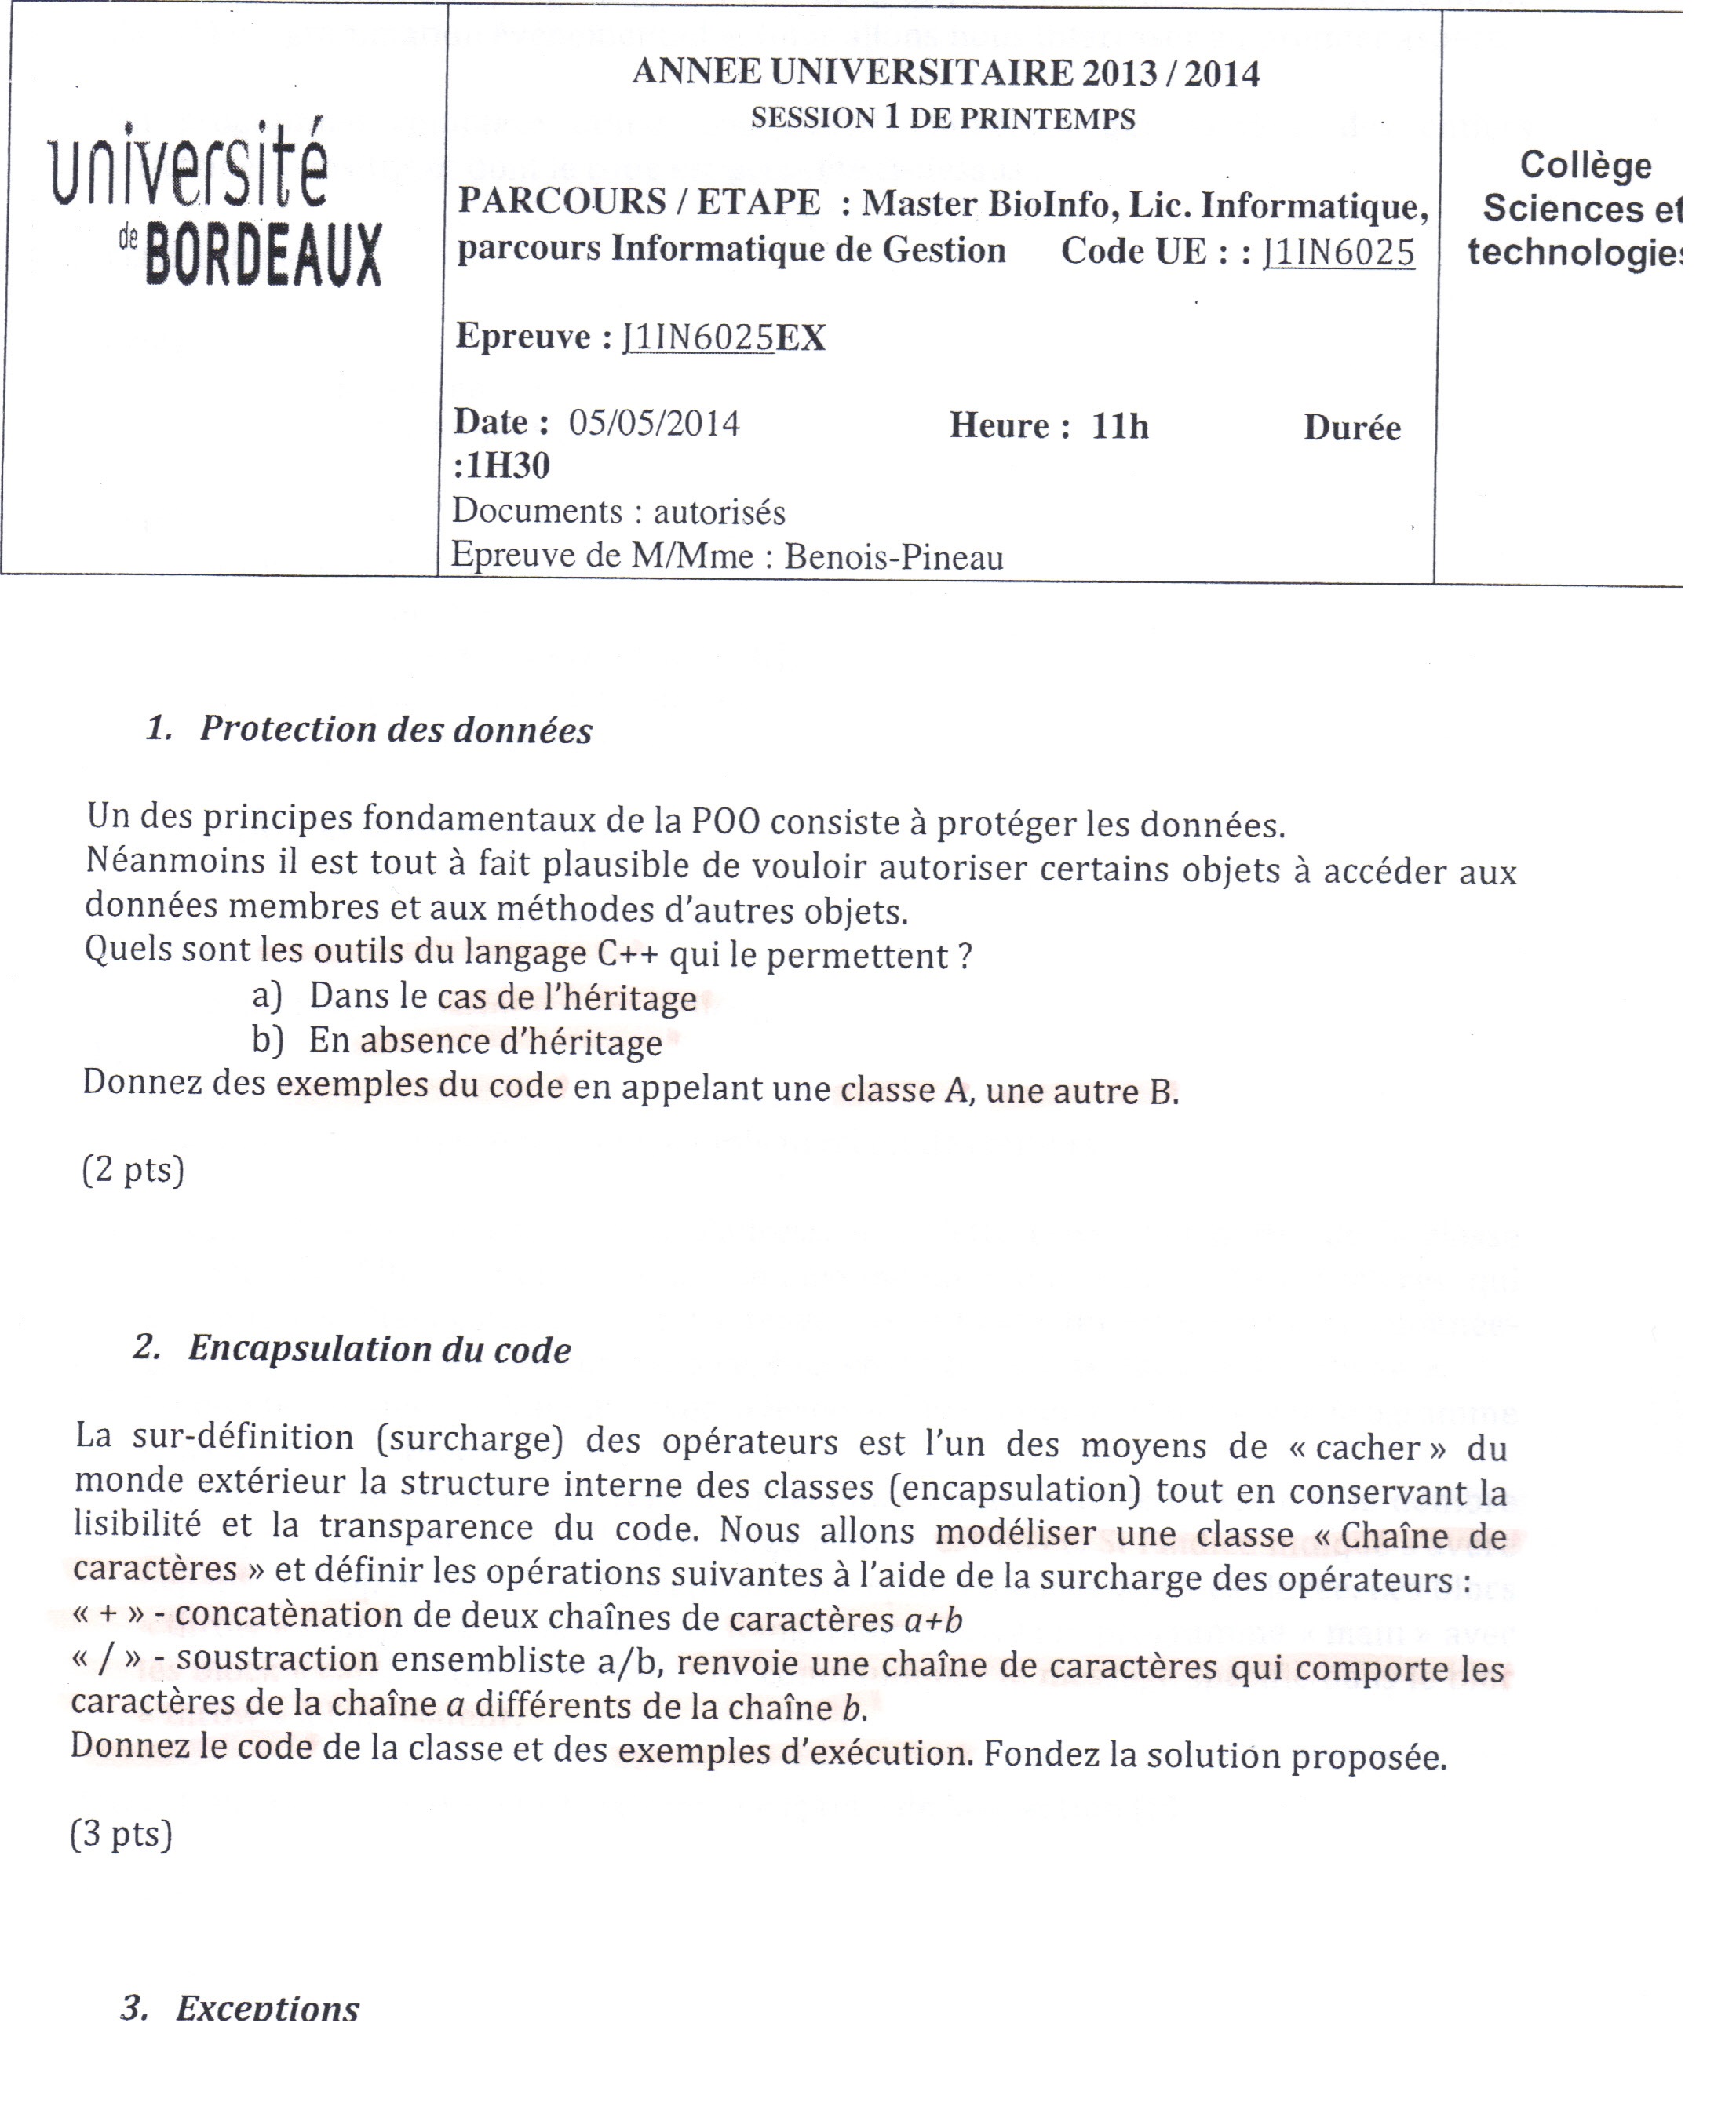 université
de BORDEAUX
ANNEE UNIVERSITAIRE 2013 / 2014
SESSION 1 DE PRINTEMPS
PARCOURS / ETAPE : Master BioInfo, Lic. Informatique,
parcours Informatique de Gestion Code UE : : J1IN6025
Epreuve : J1IN6025EX
Date : 05/05/2014 Heure : 11h Durée
:1H30
Documents : autorisés
Epreuve de M/Mme : Benois-Pineau
Collège
Sciences et
technologies
1. Protection des données
Un des principes fondamentaux de la POO consiste à protéger les données.
Néanmoins il est tout à fait plausible de vouloir autoriser certains objets à accéder aux
données membres et aux méthodes d'autres objets.
Quels sont les outils du langage C++ qui le permettent ?
a) Dans le cas de l'héritage
b) En absence d'héritage
Donnez des exemples du code en appelant une classe A, une autre B.
(2 pts)
2. Encapsulation du code
La sur-définition (surcharge) des opérateurs est l'un des moyens de « cacher » du
monde extérieur la structure interne des classes (encapsulation) tout en conservant la
lisibilité et la transparence du code. Nous allons modéliser une classe « Chaîne de
caractères » et définir les opérations suivantes à l'aide de la surcharge des opérateurs :
« + » - concatènation de deux chaînes de caractères a+b
« / » - soustraction ensembliste a/b, renvoie une chaîne de caractères qui comporte les
caractères de la chaîne a différents de la chaîne b.
Donnez le code de la classe et des exemples d'exécution. Fondez la solution proposée.
(3 pts)
3. Exceptions